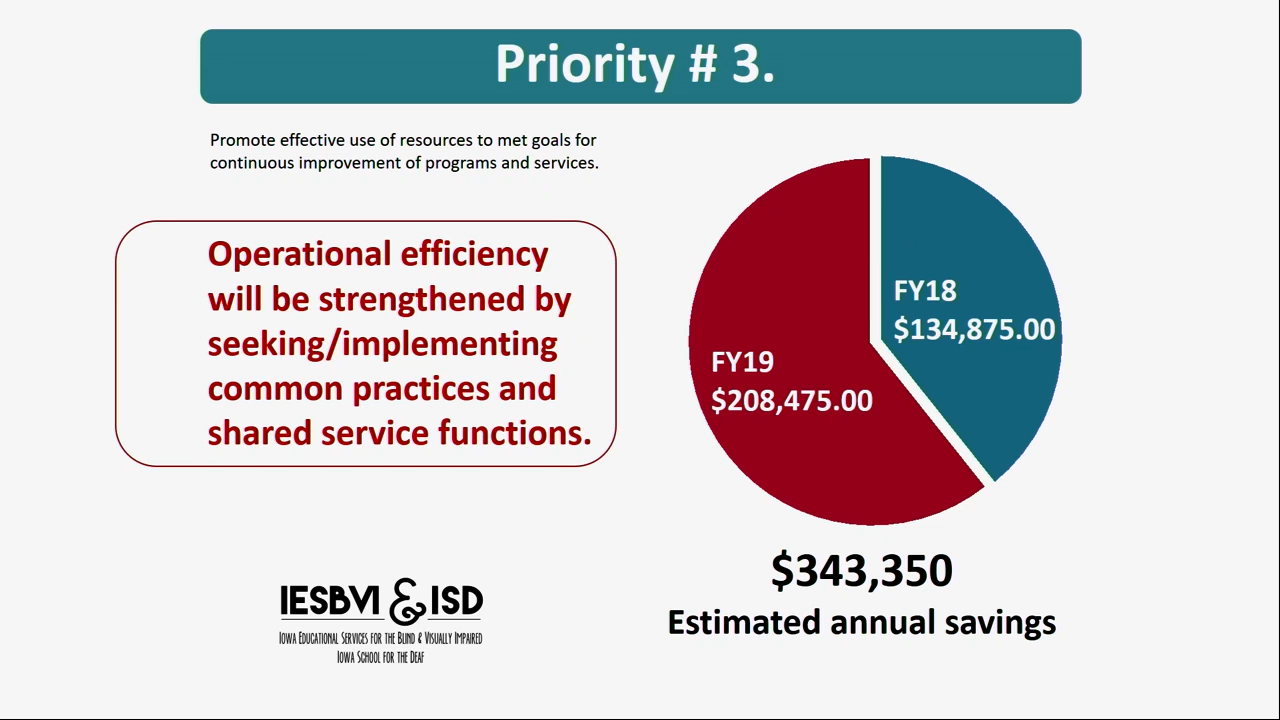 Priority # 3.
Promote effective use of resources to met goals for
continuous improvement of programs and services.
Operational efficiency
will be strengthened by
seeking/implementing
common practices and
shared service functions.
FY18
$134,875.00
FY19
$208,475.00
$343,350
Estimated annual savings
IESBVI & ISD
Iowa Educational Services for the Blind & Visually Impaired
Iowa School for the Deaf